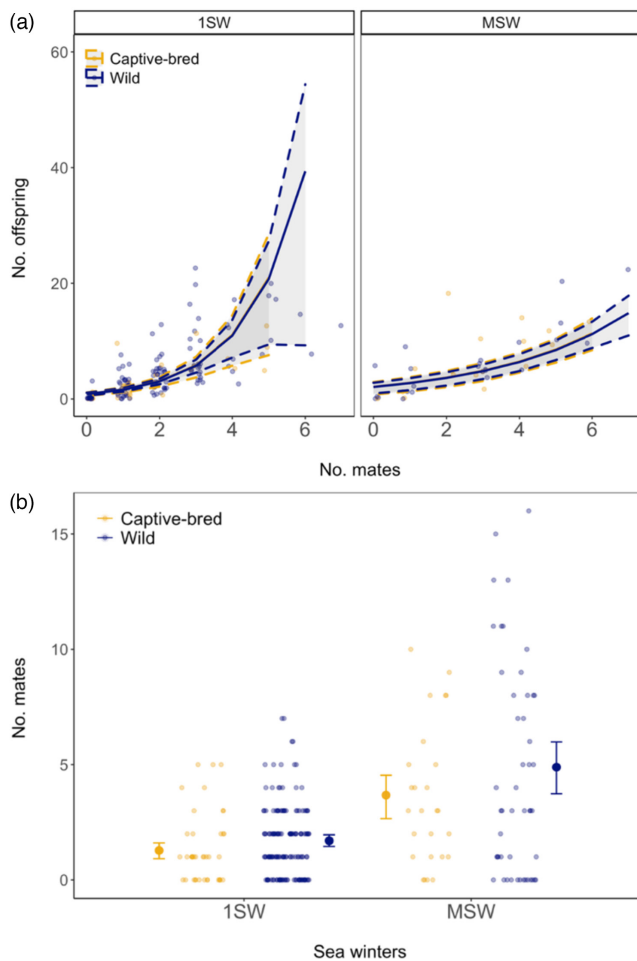 (a)
1SW MSW
60
Captive-bred
Wild
40
No. offspring
20
0
0 2 4 6 0 2 4 6
No. mates
(b)
15
Captive-bred
Wild
10
No. mates
5
0
1SW MSW
Sea winters